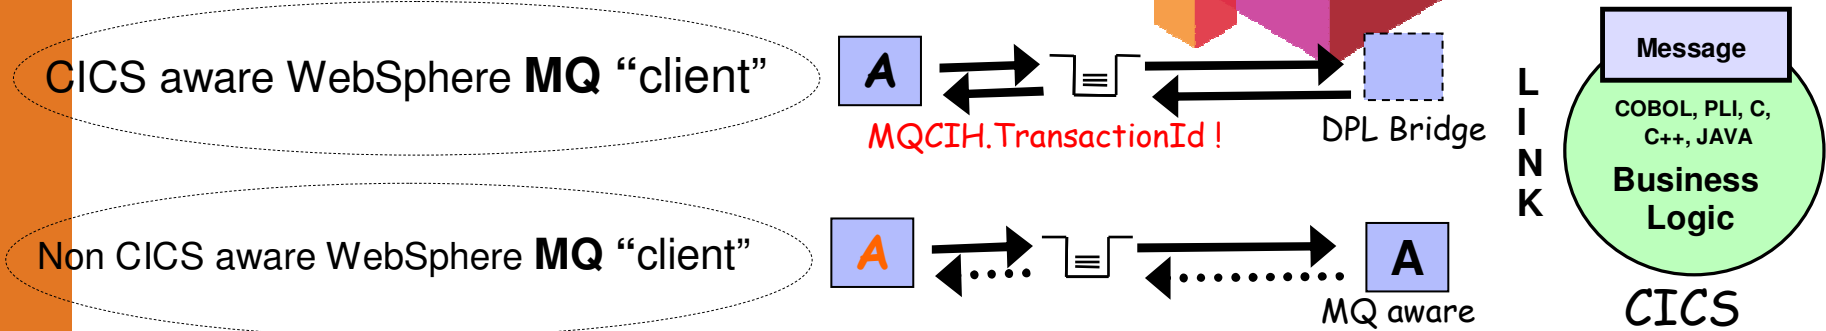 CICS aware WebSphere MQ “client”
A
MQCIH.TransactionId !
DPL Bridge
Non CICS aware WebSphere MQ “client”
A
A
MQ aware
L
I
N
K
Message
COBOL, PLI, C,
C++, JAVA
Business
Logic
CICS